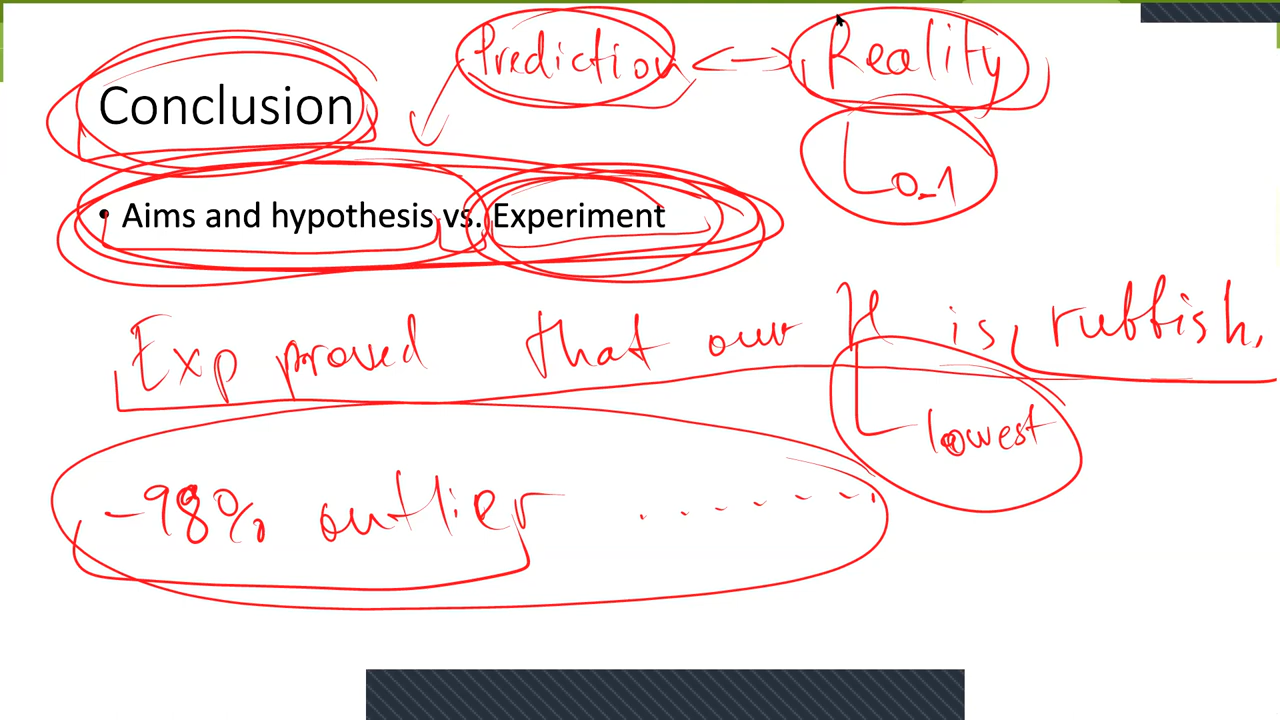 Prediction <-> Reality
Conclusion
0.1
• Aims and hypothesis vs. Experiment
Exp proved that our H is rubbish.
lowest
-98% outlier .......